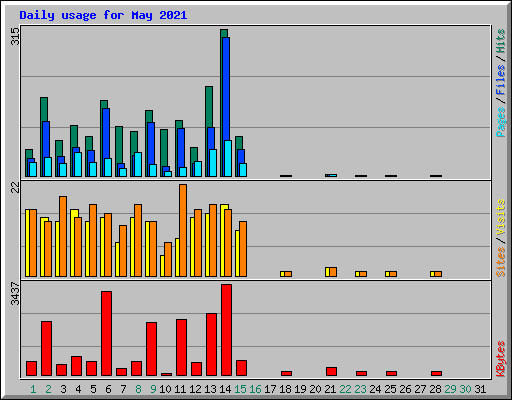 Daily usage for May 2021
315
Pages / Files / Hits
22
Sites / Visits
3437
KBytes
1 2 3 4 5 6 7 8 9 10 11 12 13 14 15 16 17 18 19 20 21 22 23 24 25 26 27 28 29 30 31